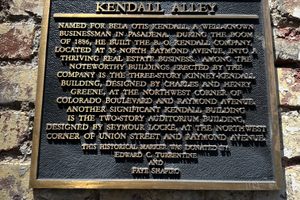 KENDALL ALLEY
NAMED FOR BELA OTIS KENDALL, A WELL-KNOWN
BUSINESSMAN IN PASADENA. DURING THE BOOM
OF 1886, HE BUILT THE B. O. KENDALL COMPANY,
LOCATED AT 35 NORTH RAYMOND AVENUE, INTO A
THRIVING REAL ESTATE BUSINESS. AMONG THE
NOTEWORTHY BUILDINGS ERECTED BY THE
COMPANY IS THE THREE-STORY KINNEY-KENDALL
BUILDING, DESIGNED BY CHARLES AND HENRY
GREENE, AT THE NORTHWEST CORNER OF
COLORADO BOULEVARD AND RAYMOND AVENUE.
ANOTHER SIGNIFICANT KENDALL BUILDING
IS THE TWO-STORY AUDITORIUM BUILDING,
DESIGNED BY SEYMOUR LOCKE, AT THE NORTHWEST
CORNER OF UNION STREET AND RAYMOND AVENUE.
THIS HISTORICAL MARKER WAS DONATED BY
EDWARD C. TURRENTINE
AND
FAYE SHAPIRO